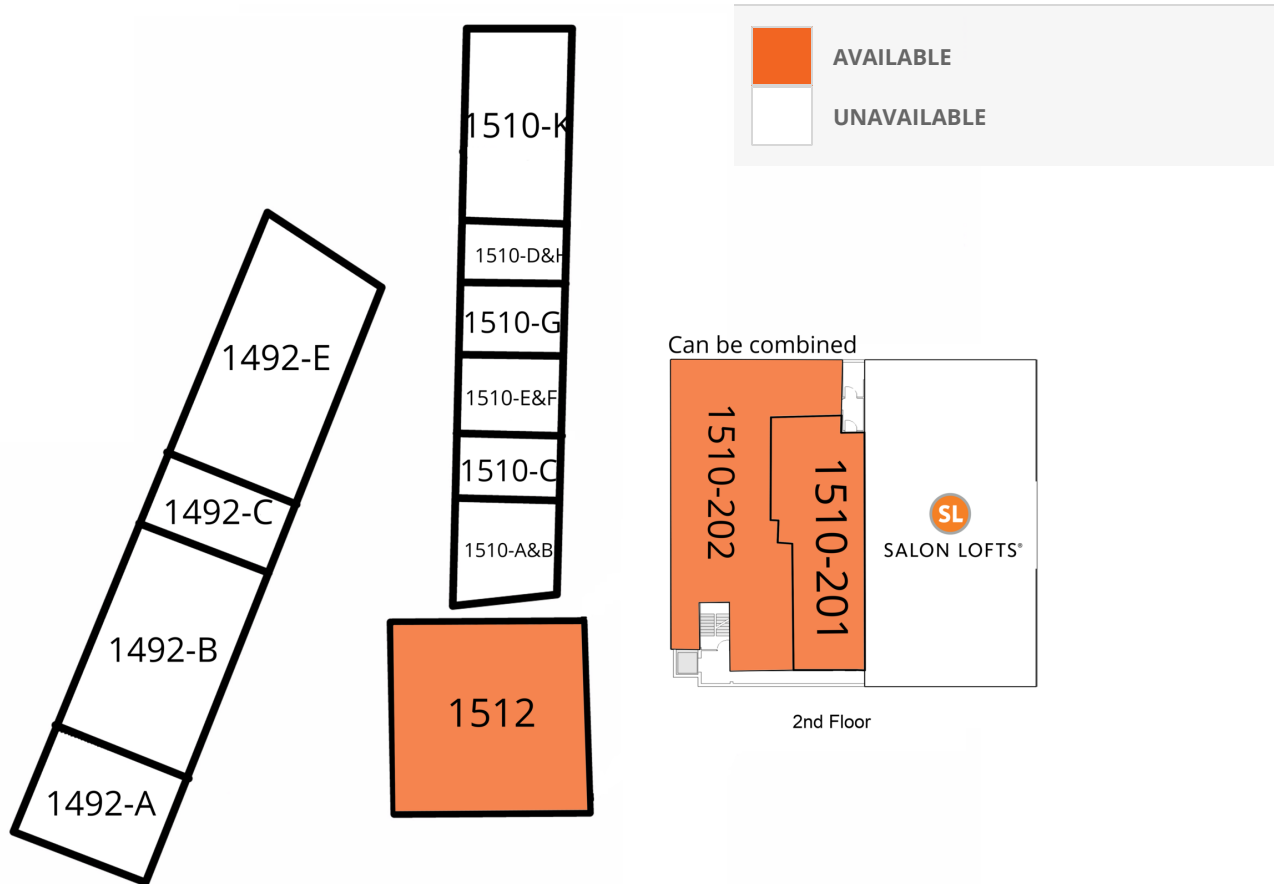 AVAILABLE
UNAVAILABLE
1510-K
1510-D&H
1510-G
1510-E&F
1510-C
1510-A&B
1492-E
1492-C
1492-B
1492-A
1512
Can be combined
1510-202
1510-201
SL
SALON LOFTS®
2nd Floor